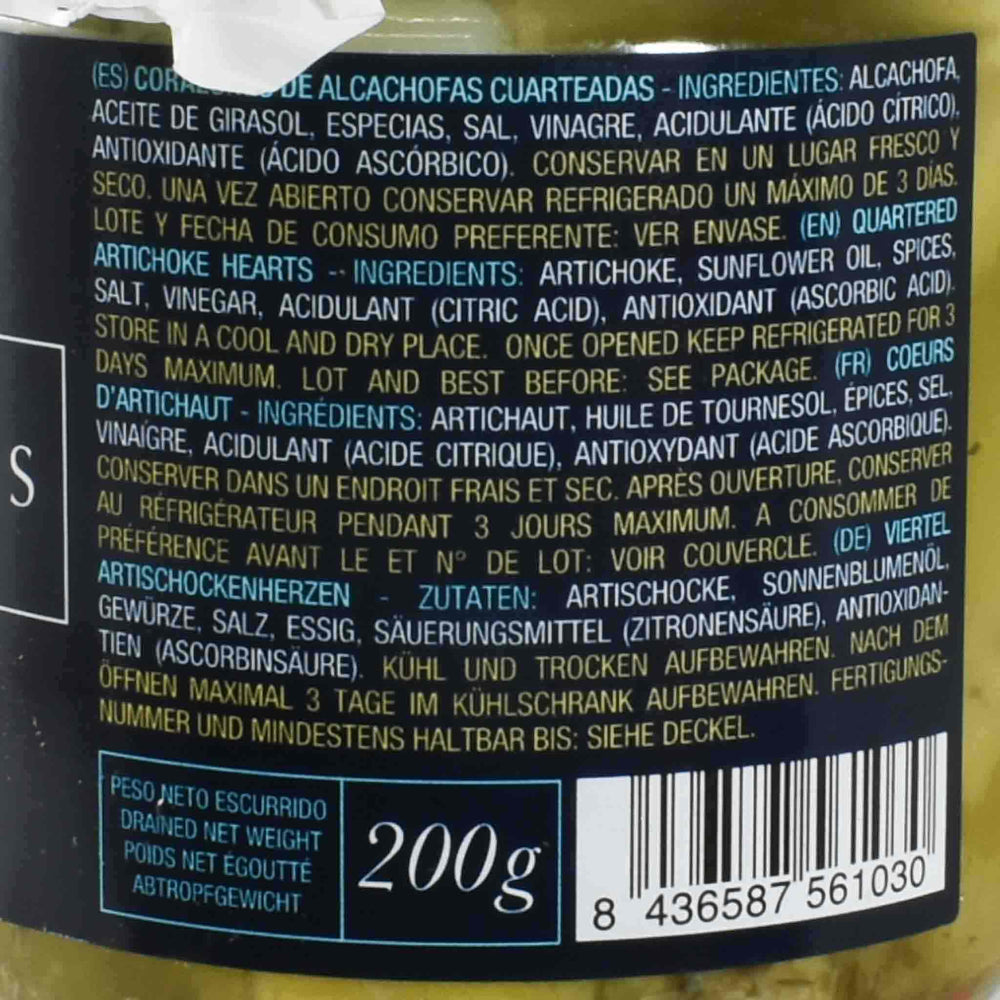 (ES) DE ALCACHOFAS CUARTEADAS - INGREDIENTES: ALCACHOFA,
ACEITE DE GIRASOL, ESPECIAS, SAL, VINAGRE, ACIDULANTE (ÁCIDO CÍTRICO),
ANTIOXIDANTE (ÁCIDO ASCÓRBICO). CONSERVAR EN UN LUGAR FRESCO Y
SECO. UNA VEZ ABIERTO CONSERVAR REFRIGERADO UN MÁXIMO DE 3 DÍAS.
LOTE Y FECHA DE CONSUMO PREFERENTE: VER ENVASE. (EN) QUARTERED
ARTICHOKE HEARTS - INGREDIENTS: ARTICHOKE, SUNFLOWER OIL, SPICES,
SALT, VINEGAR, ACIDULANT (CITRIC ACID), ANTIOXIDANT (ASCORBIC ACID).
STORE IN A COOL AND DRY PLACE. ONCE OPENED KEEP REFRIGERATED FOR 3
DAYS MAXIMUM. LOT AND BEST BEFORE: SEE PACKAGE. (FR) COEURS
D'ARTICHAUT - INGRÉDIENTS: ARTICHAUT, HUILE DE TOURNESOL, ÉPICES, SEL,
VINAIGRE, ACIDULANT (ACIDE CITRIQUE), ANTIOXYDANT (ACIDE ASCORBIQUE).
CONSERVER DANS UN ENDROIT FRAIS ET SEC. APRÈS OUVERTURE, CONSERVER
AU RÉFRIGÉRATEUR PENDANT 3 JOURS MAXIMUM. A CONSOMMER DE
PRÉFÉRENCE AVANT LE ET Nº DE LOT: VOIR COUVERCLE. (DE) VIERTEL
ARTISCHOCKENHERZEN - ZUTATEN: ARTISCHOCKE, SONNENBLUMENÖL,
GEWÜRZE, SALZ, ESSIG, SÄUERUNGSMITTEL (ZITRONENSÄURE), ANTIOXIDAN-
TIEN (ASCORBINSÄURE). KÜHL UND TROCKEN AUFBEWAHREN. NACH DEM
ÖFFNEN MAXIMAL 3 TAGE IM KÜHLSCHRANK AUFBEWAHREN. FERTIGUNGS-
NUMMER UND MINDESTENS HALTBAR BIS: SIEHE DECKEL.
S
PESO NETO ESCURRIDO
DRAINED NET WEIGHT
POIDS NET ÉGOUTTÉ
ABTROPFGEWICHT
200g
8 436587 561030